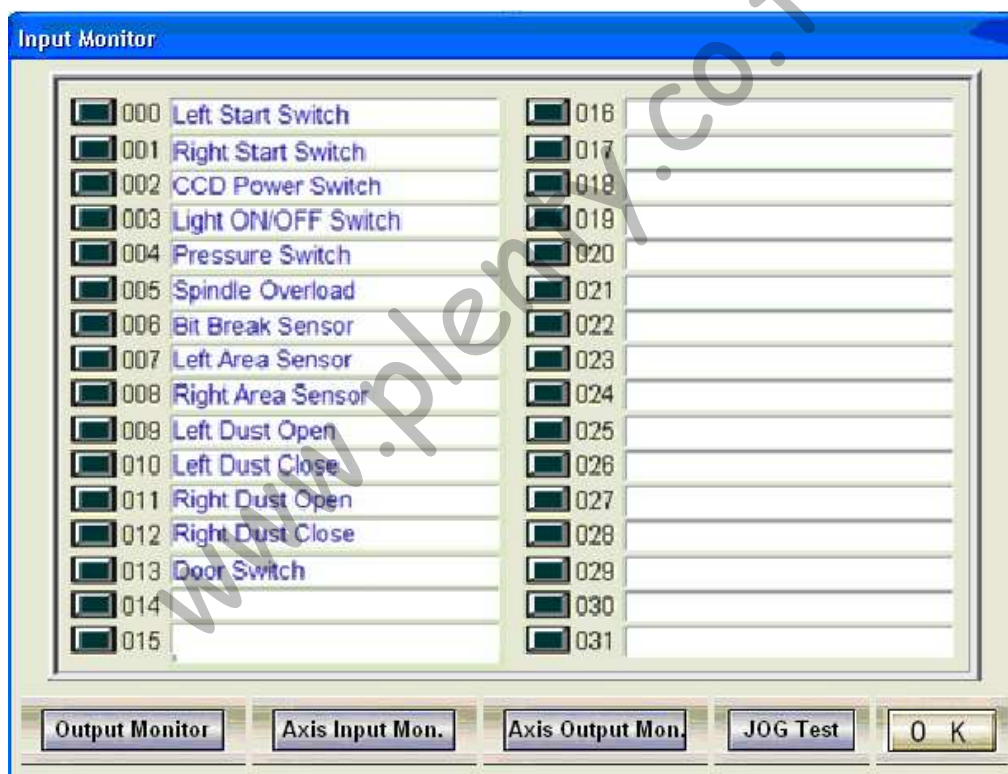 Input Monitor
000 Left Start Switch
001 Right Start Switch
002 CCD Power Switch
003 Light ON/OFF Switch
004 Pressure Switch
005 Spindle Overload
006 Bit Break Sensor
007 Left Area Sensor
008 Right Area Sensor
009 Left Dust Open
010 Left Dust Close
011 Right Dust Open
012 Right Dust Close
013 Door Switch
014
015
016
017
018
019
020
021
022
023
024
025
026
027
028
029
030
031
Output Monitor
Axis Input Mon.
Axis Output Mon.
JOG Test
O K